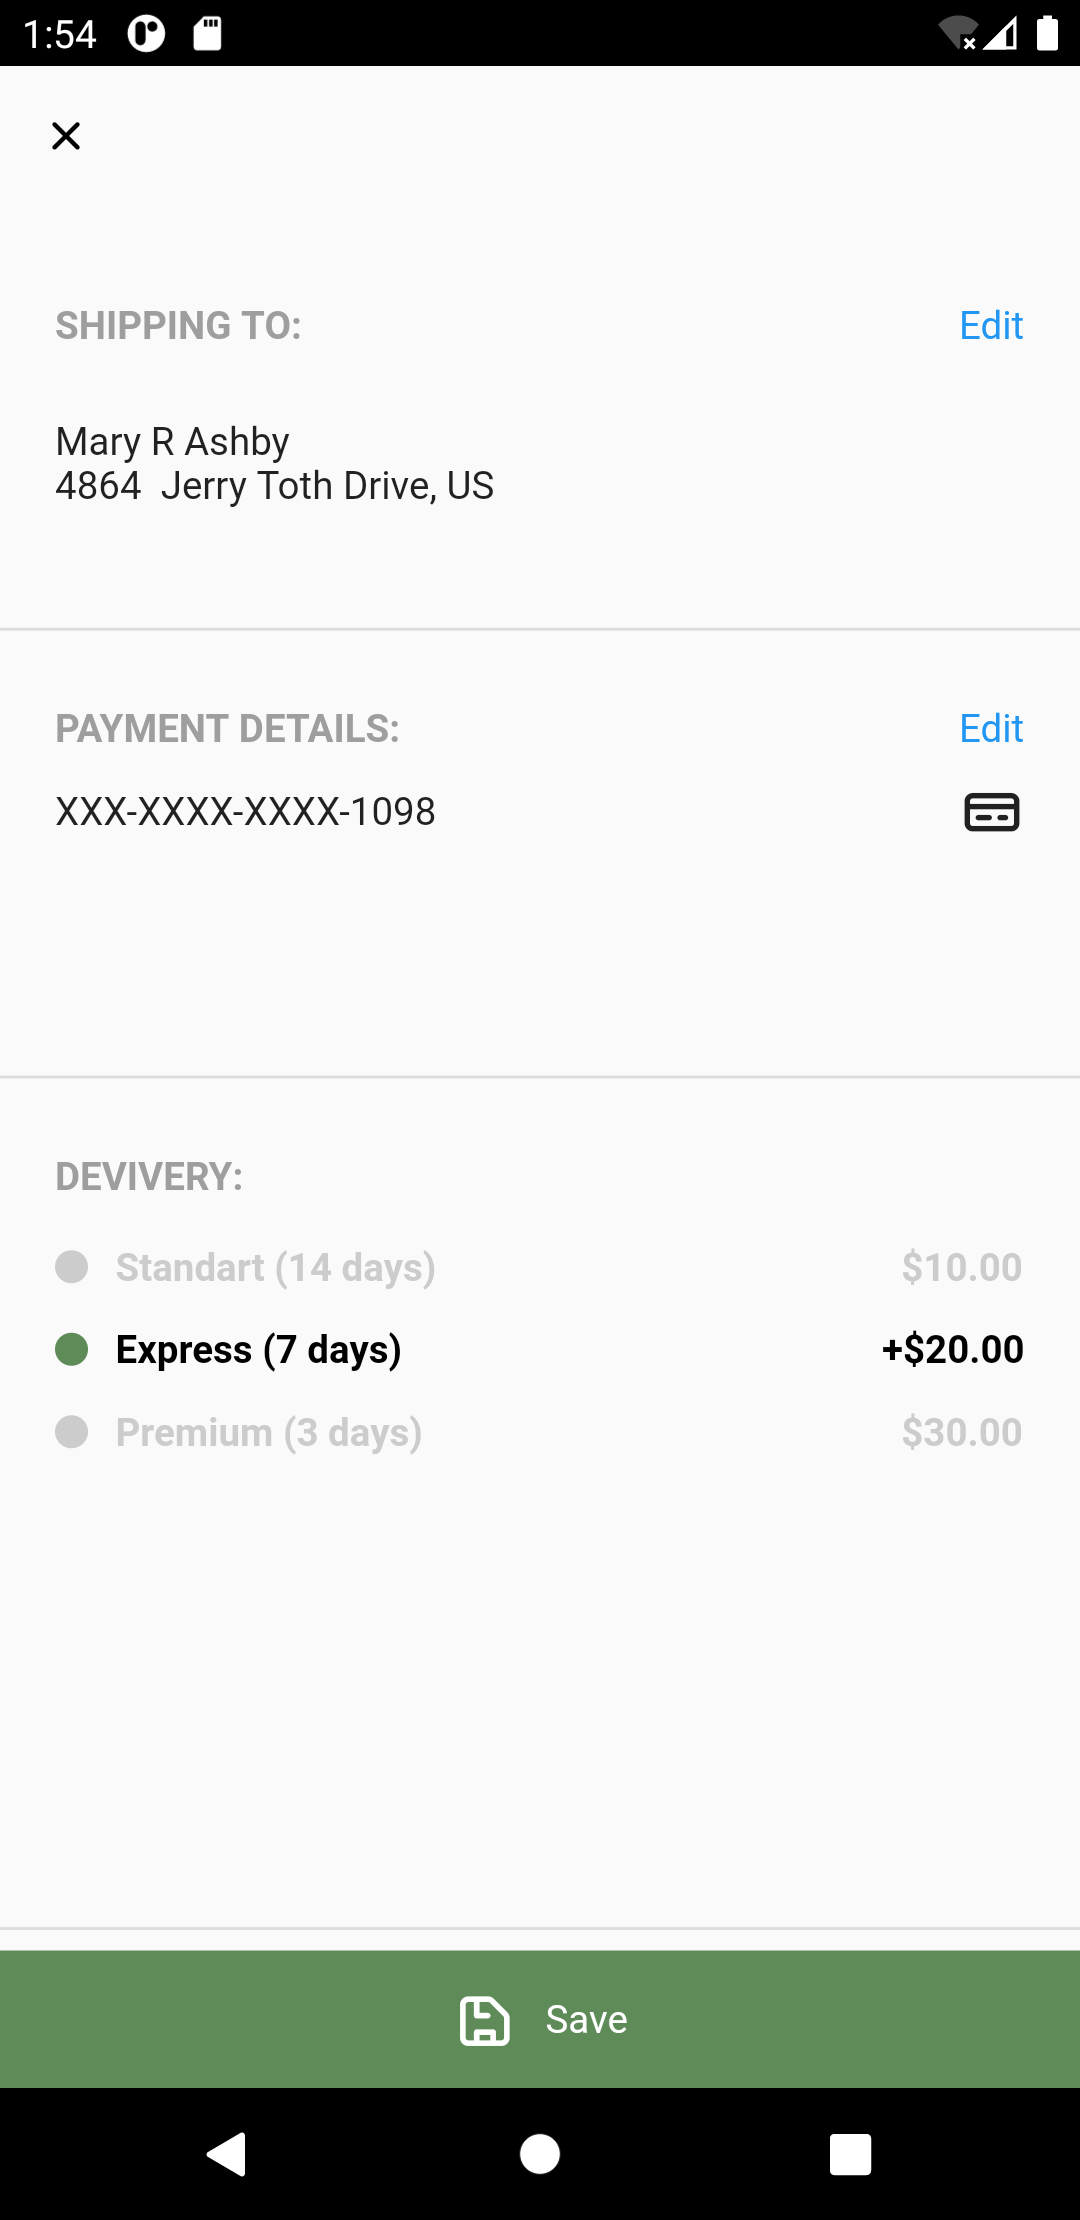 1:54
SHIPPING TO:
Edit
Mary R Ashby
4864  Jerry Toth Drive, US
PAYMENT DETAILS:
Edit
XXX-XXXX-XXXX-1098
DEVIVERY:
Standart (14 days)
$10.00
Express (7 days)
+$20.00
Premium (3 days)
$30.00
Save